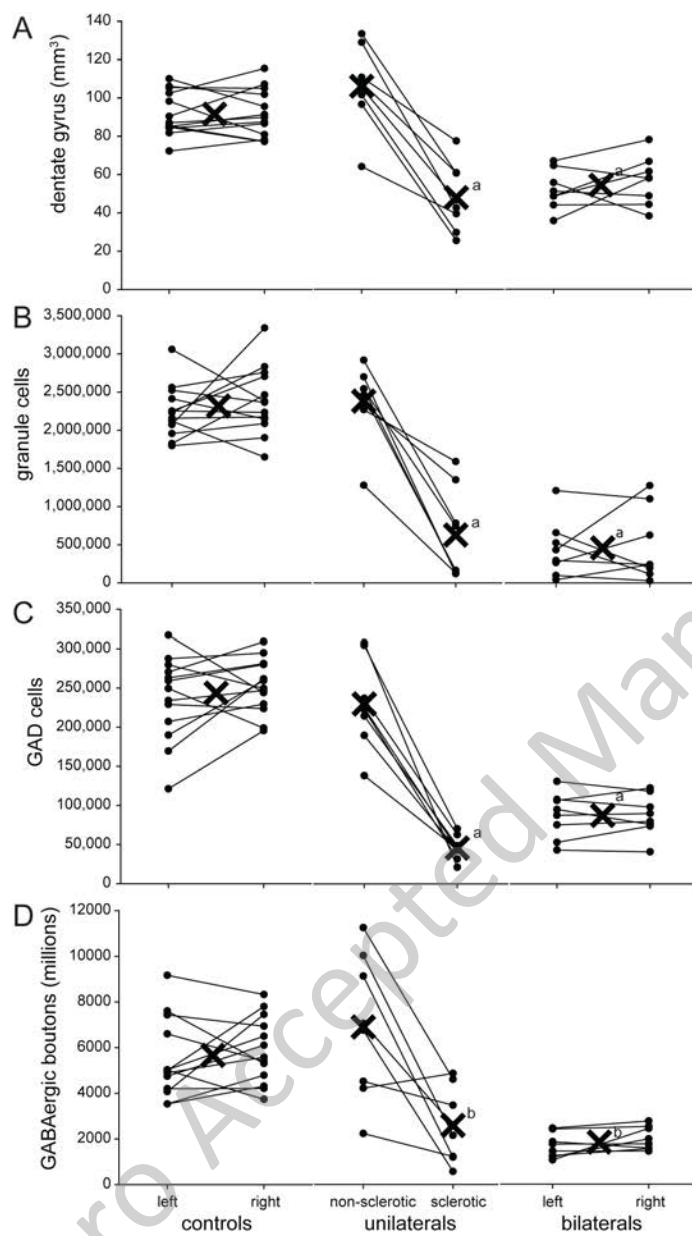 A
140
120
100
80
60
40
20
0
dentate gyrus (mm³)
a
a
B
3,500,000
3,000,000
2,500,000
2,000,000
1,500,000
1,000,000
500,000
0
granule cells
a
a
C
350,000
300,000
250,000
200,000
150,000
100,000
50,000
0
GAD cells
a
a
D
12000
10000
8000
6000
4000
2000
0
GABAergic boutons (millions)
b
b
left right non-sclerotic sclerotic left right
controls unilaterals bilaterals
ro Accepted Man